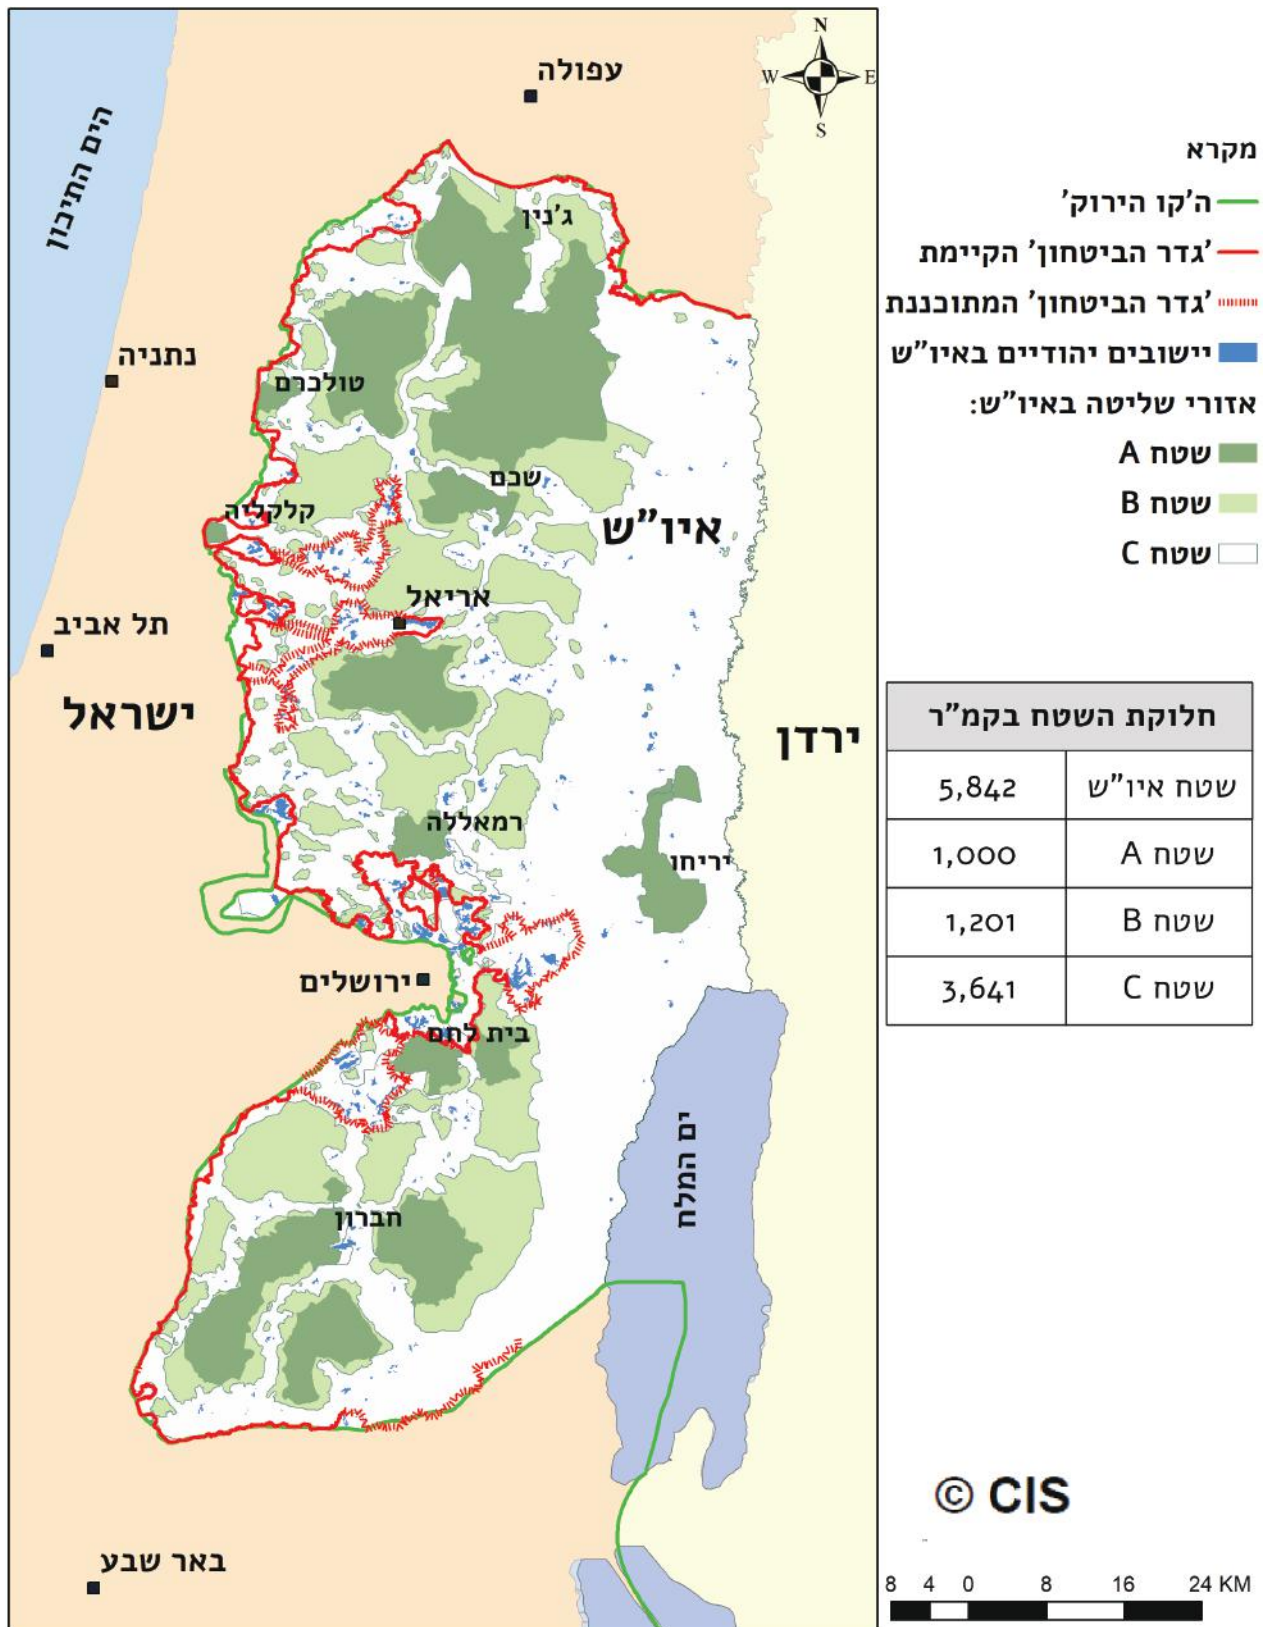 N
W
E
S
עפולה
הים התיכון
ג'נין
נתניה
טולכרם
שכם
קלקליה
איו"ש
אריאל
תל אביב
ישראל
ירדן
רמאללה
יריחו
ירושלים
בית לחם
ים המלח
חברון
באר שבע
מקרא
ה'קו הירוק'
'גדר הביטחון' הקיימת
'גדר הביטחון' המתוכננת
יישובים יהודיים באיו"ש
אזורי שליטה באיו"ש:
שטח A
שטח B
שטח C
חלוקת השטח בקמ"ר
שטח איו"ש 5,842
שטח A 1,000
שטח B 1,201
שטח C 3,641
© CIS
8 4 0 8 16 24 KM